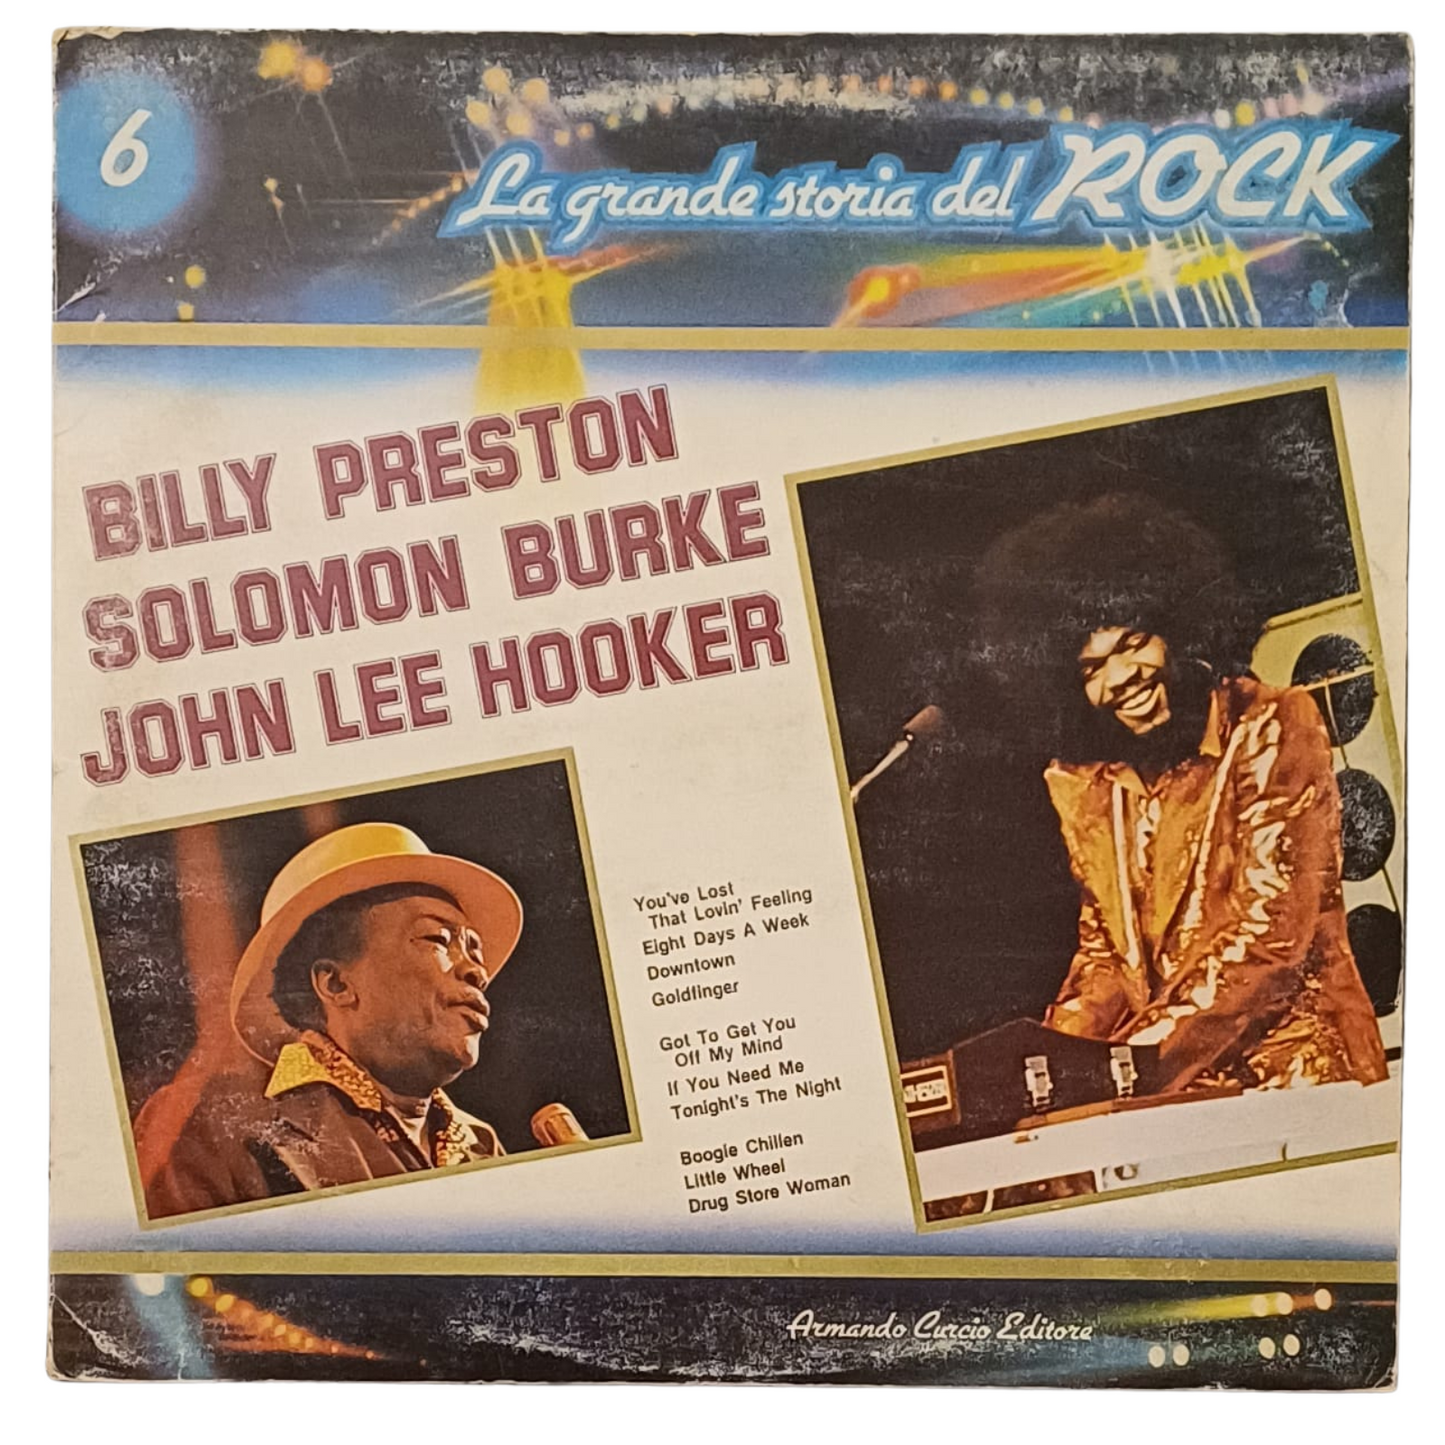 6
La grande storia del ROCK
BILLY PRESTON
SOLOMON BURKE
JOHN LEE HOOKER
You've Lost
That Lovin' Feeling
Eight Days A Week
Downtown
Goldfinger
Got To Get You
Off My Mind
If You Need Me
Tonight's The Night
Boogie Chillen
Little Wheel
Drug Store Woman
Armando Curcio Editore